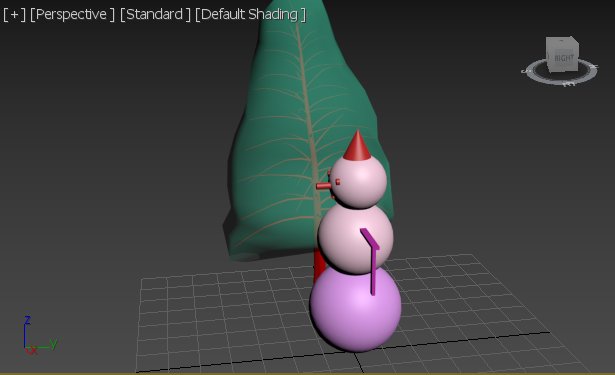 [+] [Perspective ] [Standard ] [Default Shading ]
RIGHT
z
x
y